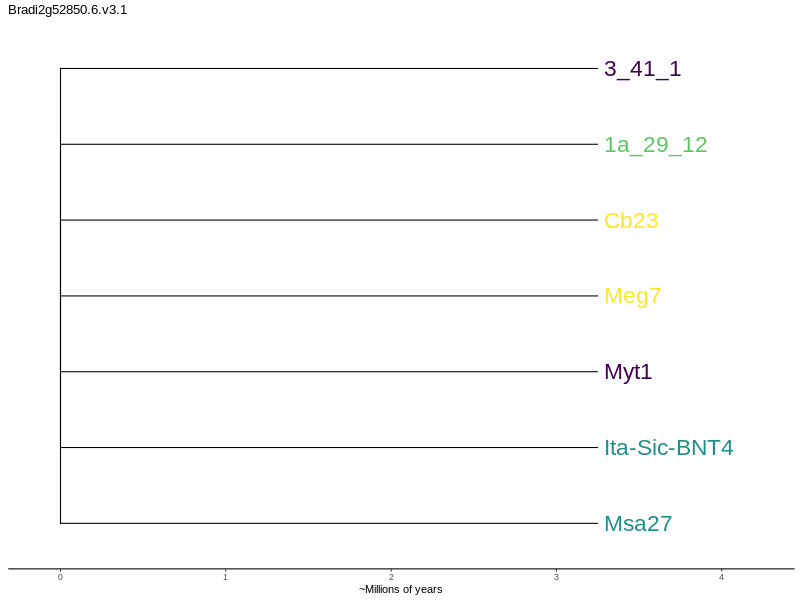 Bradi2g52850.6.v3.1
3_41_1
1a_29_12
Cb23
Meg7
Myt1
Ita-Sic-BNT4
Msa27
0 1 2 3 4
~Millions of years